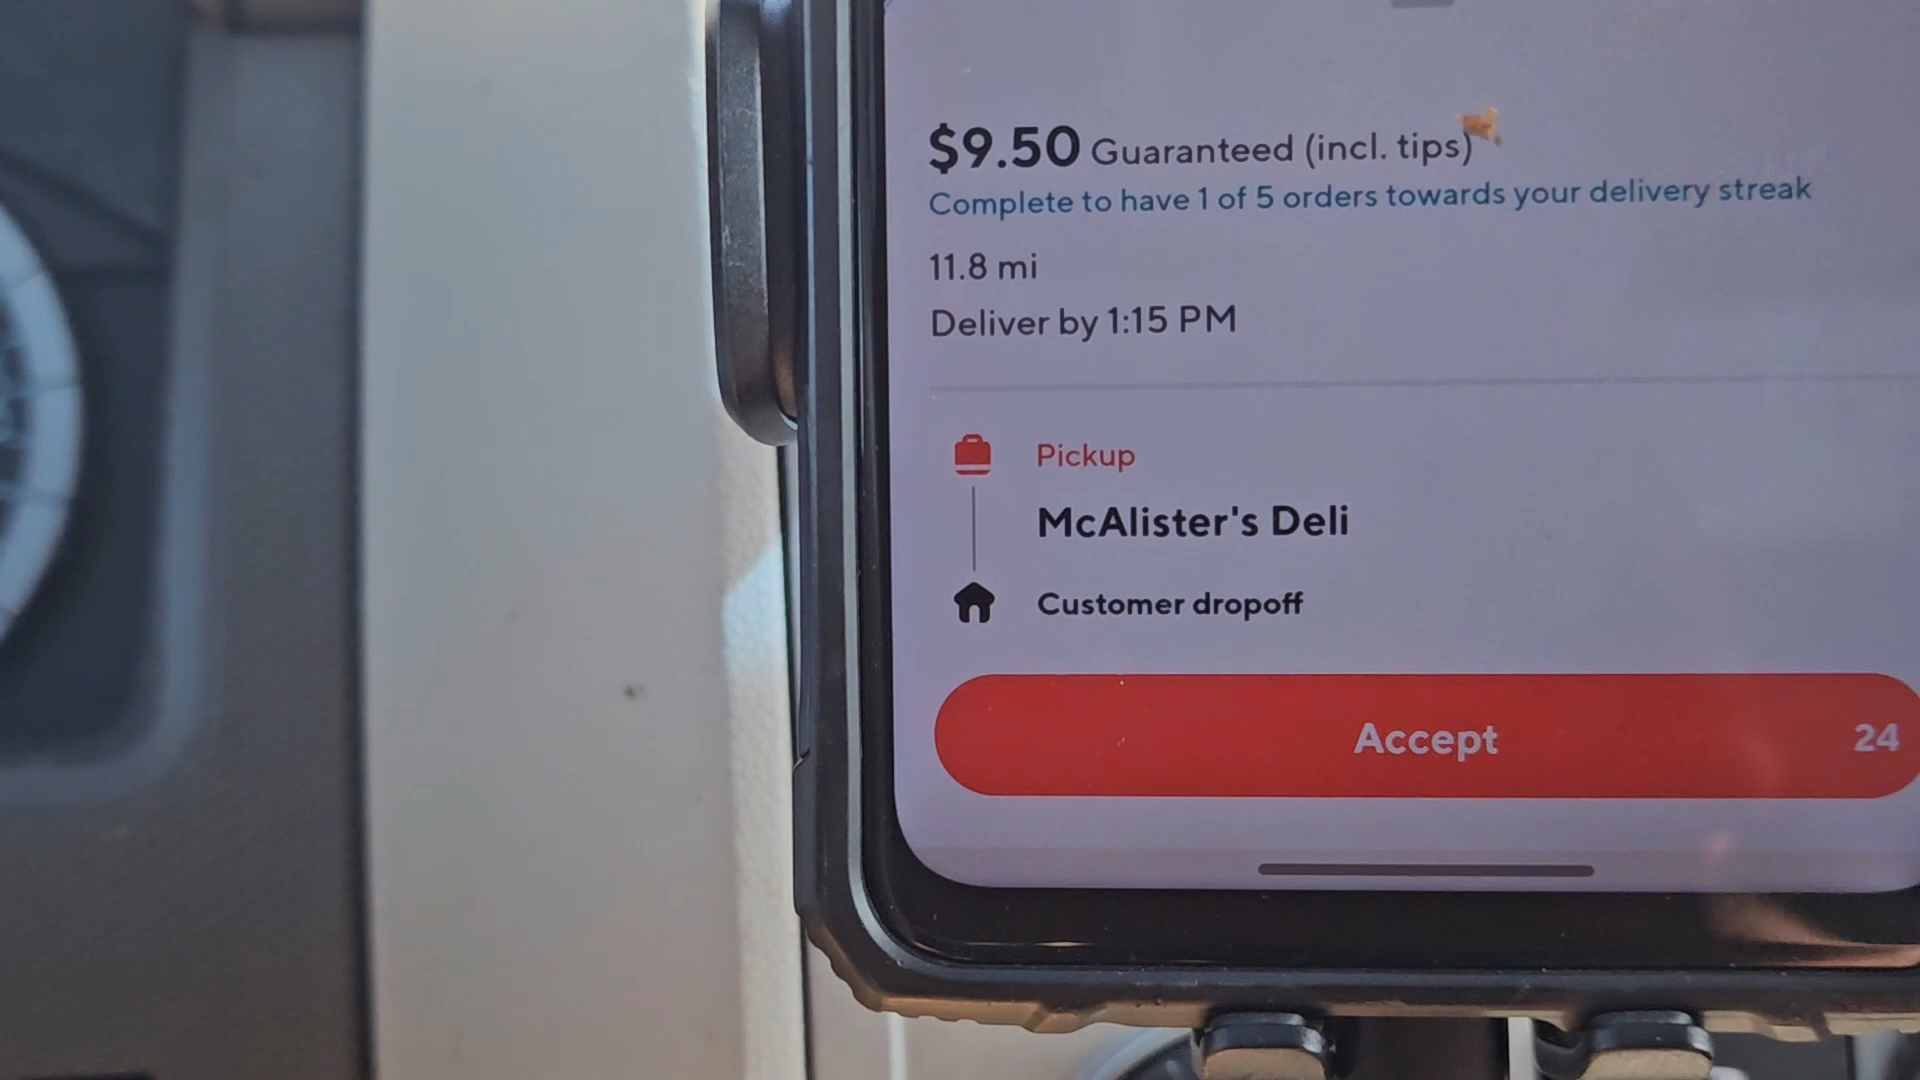 $9.50 Guaranteed (incl. tips)
Complete to have 1 of 5 orders towards your delivery streak
11.8 mi
Deliver by 1:15 PM
Pickup
McAlister's Deli
Customer dropoff
Accept 24